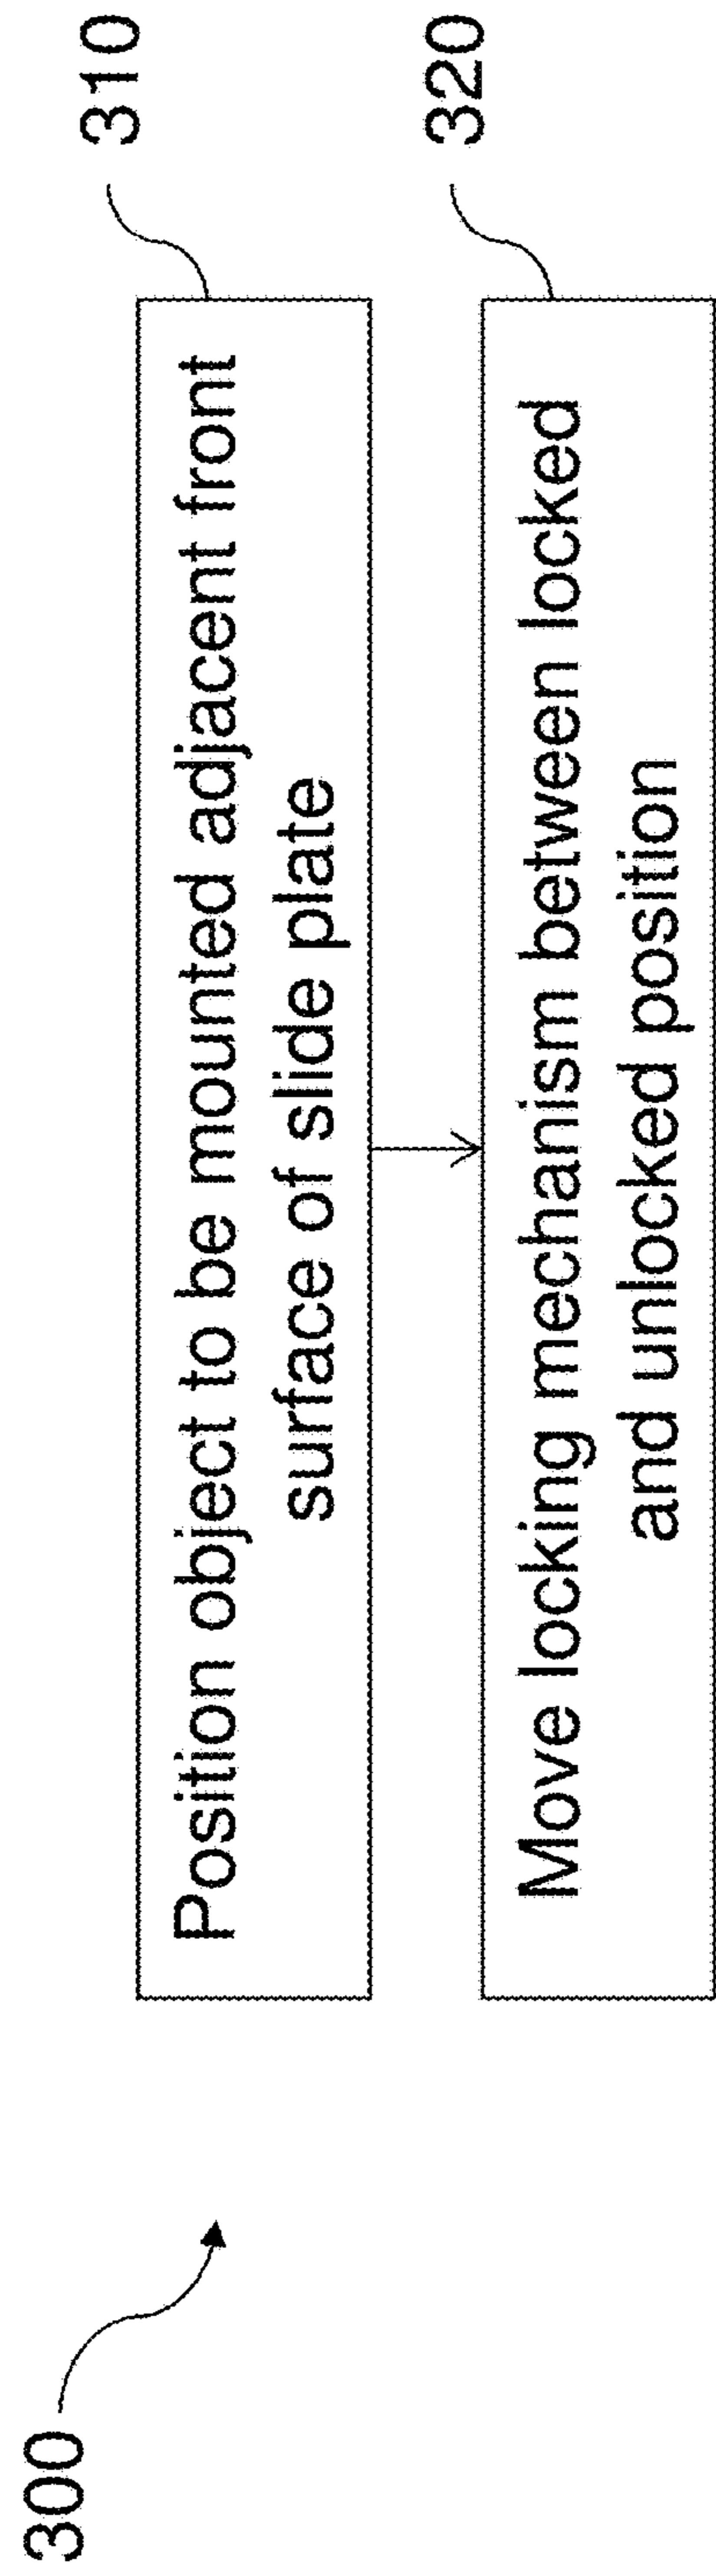 300
310
Position object to be mounted adjacent front
surface of slide plate
320
Move locking mechanism between locked
and unlocked position